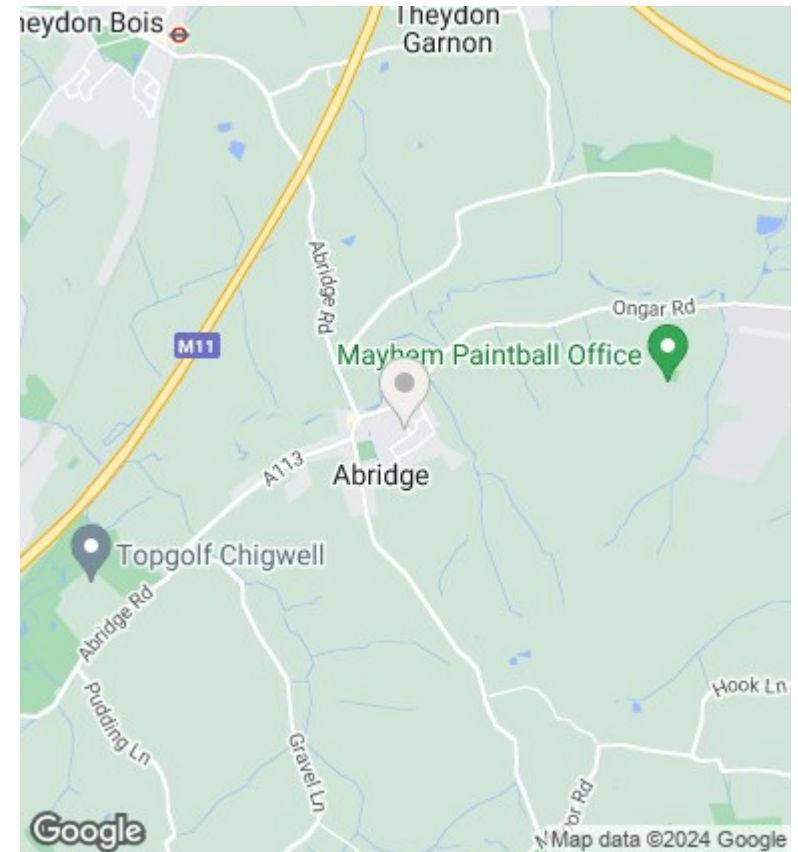 heydon Bois
Theydon
Garnon
Abridge Rd
Ongar Rd
M11
Mayhem Paintball Office
A113
Abridge
Topgolf Chigwell
Abridge Rd
Pudding Ln
Gravel Ln
Hook Ln
Rd
Google
Map data ©2024 Google